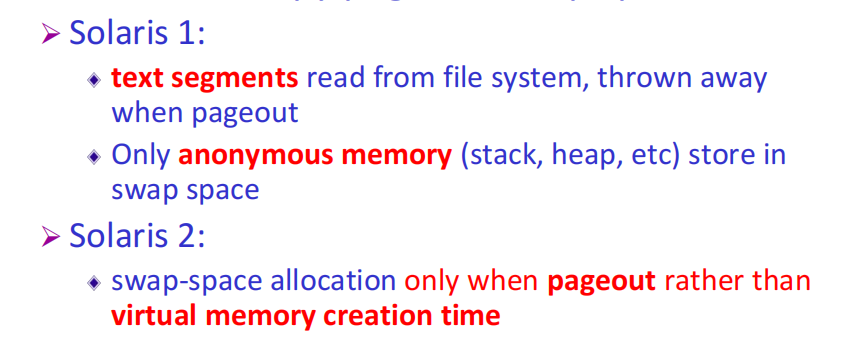 Solaris 1:
text segments read from file system, thrown away
when pageout
Only anonymous memory (stack, heap, etc) store in
swap space
Solaris 2:
swap-space allocation only when pageout rather than
virtual memory creation time